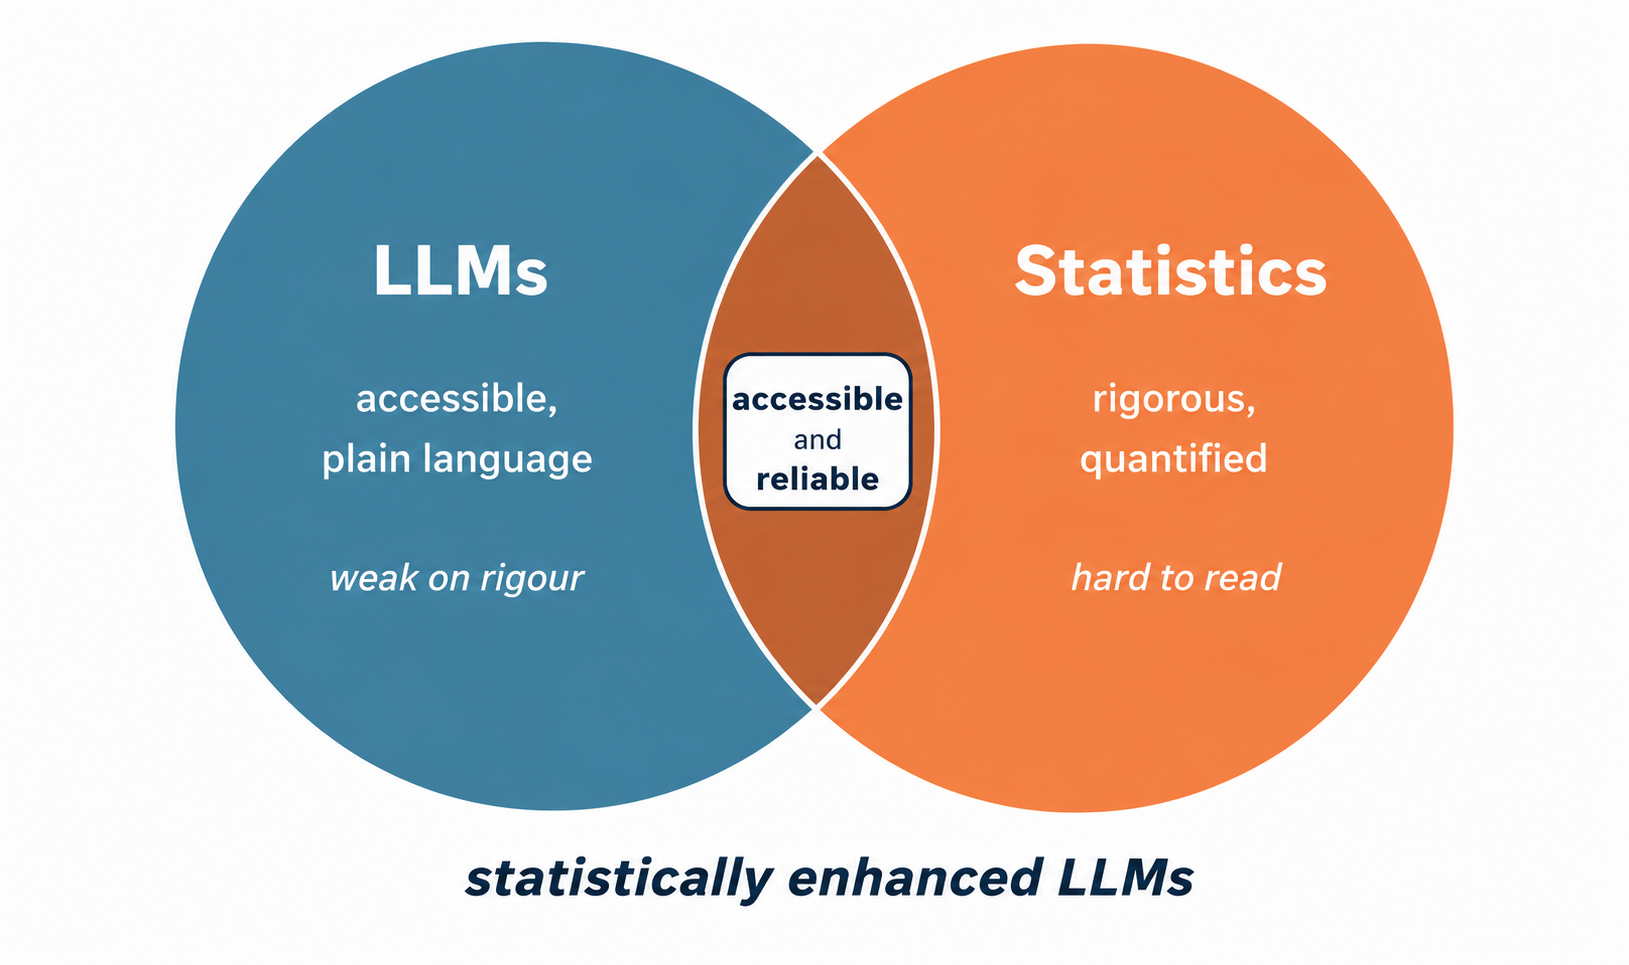 LLMs
accessible,
plain language
weak on rigour
accessible
and
reliable
Statistics
rigorous,
quantified
hard to read
statistically enhanced LLMs